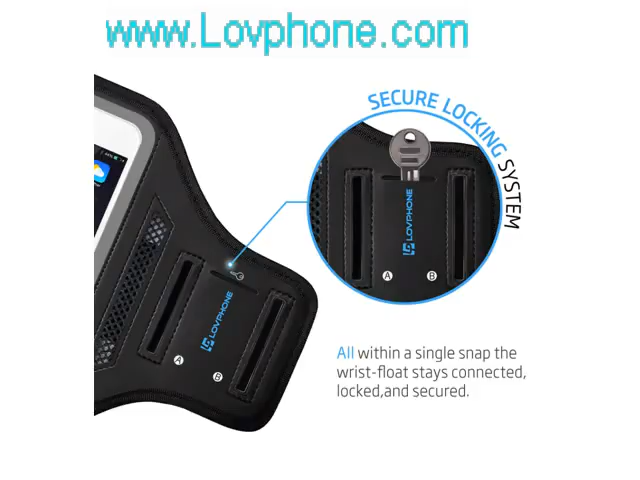 www.Lovphone.com
SECURE LOCKING SYSTEM
LOVPHONE
A
B
LOVPHONE
A
B
All within a single snap the
wrist-float stays connected,
locked,and secured.